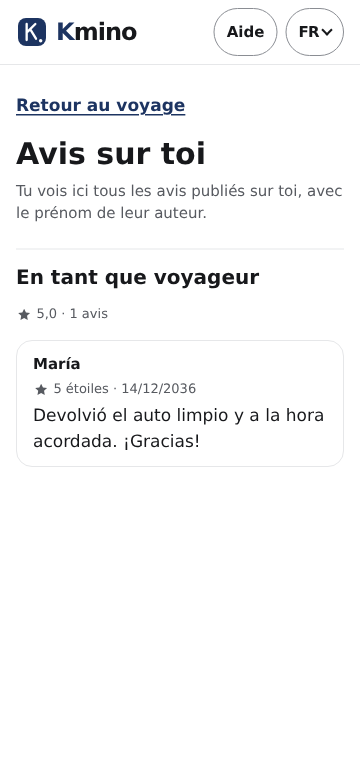 K. Kmino
Aide
FR
Retour au voyage
Avis sur toi
Tu vois ici tous les avis publiés sur toi, avec
le prénom de leur auteur.
En tant que voyageur
★ 5,0 · 1 avis
María
★ 5 étoiles · 14/12/2036
Devolvió el auto limpio y a la hora
acordada. ¡Gracias!